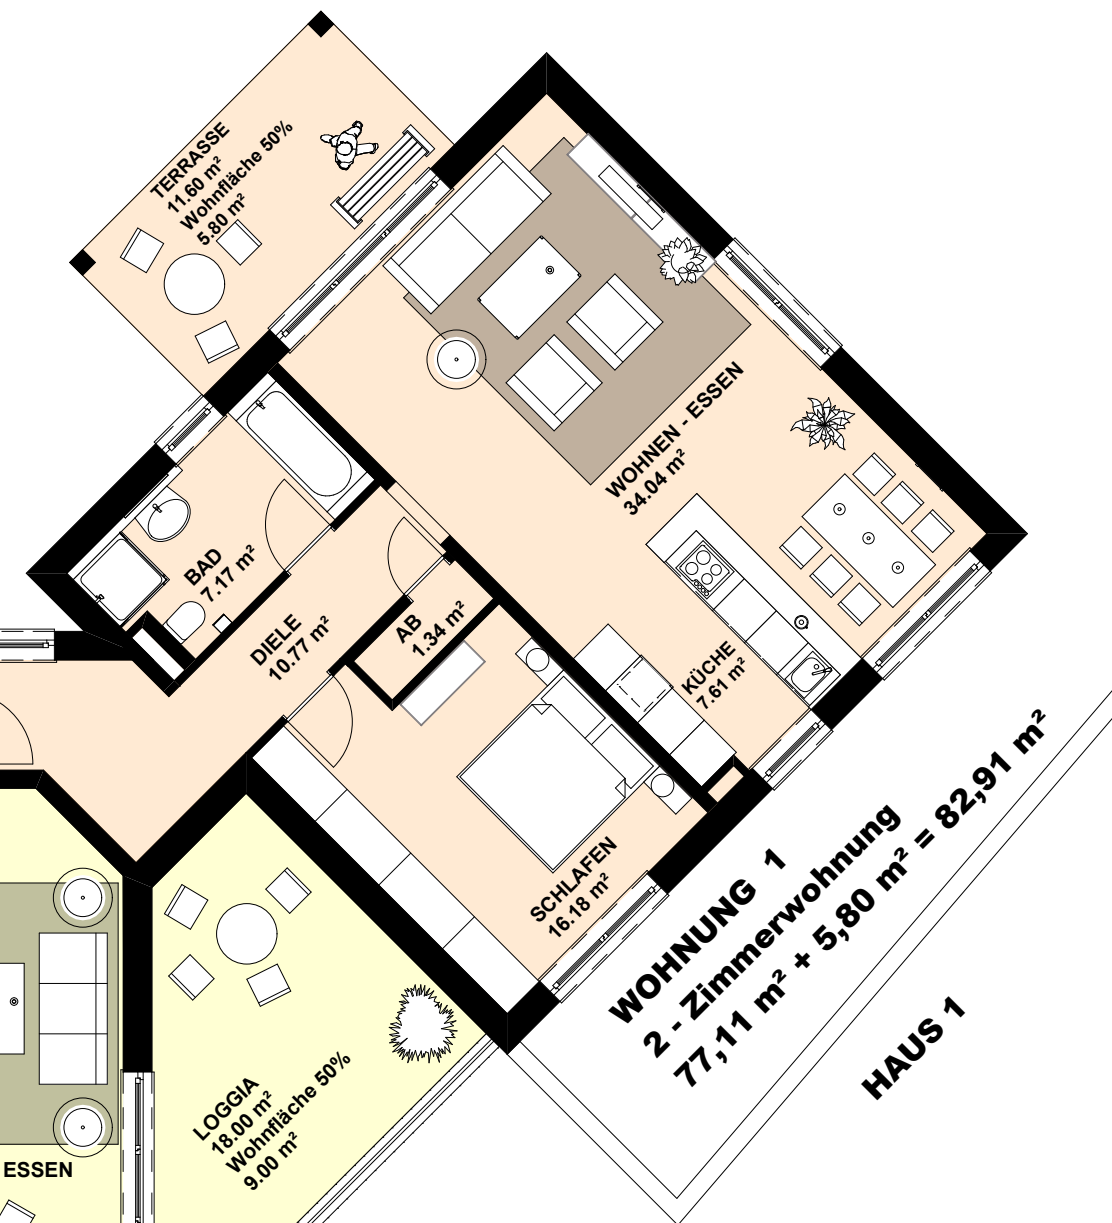 TERRASSE
11.60 m²
Wohnfläche 50%
5.80 m²
WOHNEN - ESSEN
34.04 m²
BAD
7.17 m²
DIELE
10.77 m²
AB
1.34 m²
KÜCHE
7.61 m²
SCHLAFEN
16.18 m²
WOHNUNG 1
2 - Zimmerwohnung
77,11 m² + 5,80 m² = 82,91 m²
HAUS 1
LOGGIA
18.00 m²
Wohnfläche 50%
9.00 m²
ESSEN